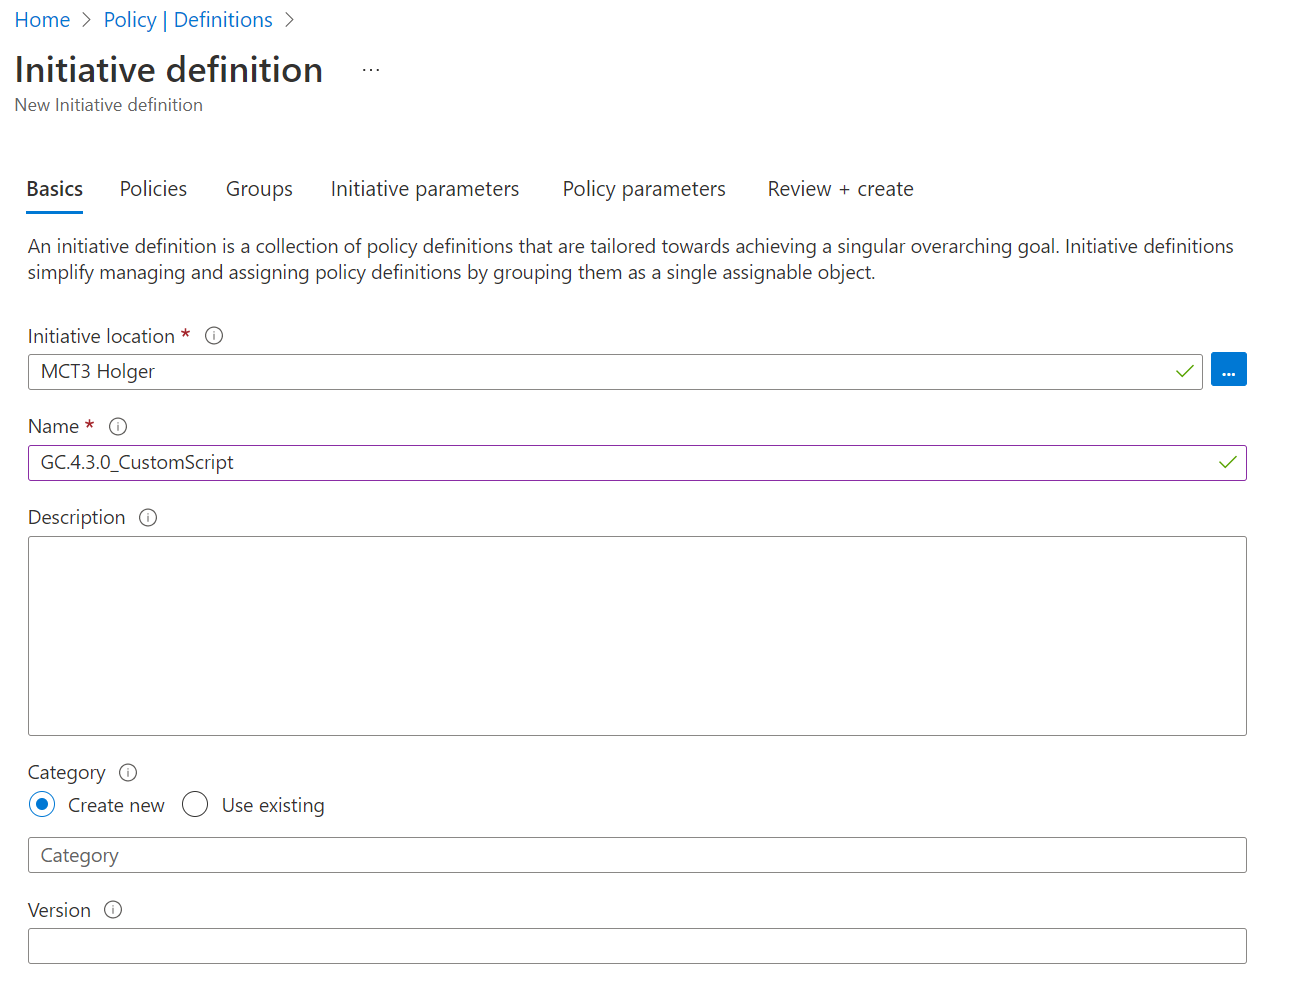 Home > Policy | Definitions >
Initiative definition ...
New Initiative definition
Basics Policies Groups Initiative parameters Policy parameters Review + create
An initiative definition is a collection of policy definitions that are tailored towards achieving a singular overarching goal. Initiative definitions
simplify managing and assigning policy definitions by grouping them as a single assignable object.
Initiative location *
MCT3 Holger
...
Name *
GC.4.3.0_CustomScript
Description
Category
Create new Use existing
Category
Version